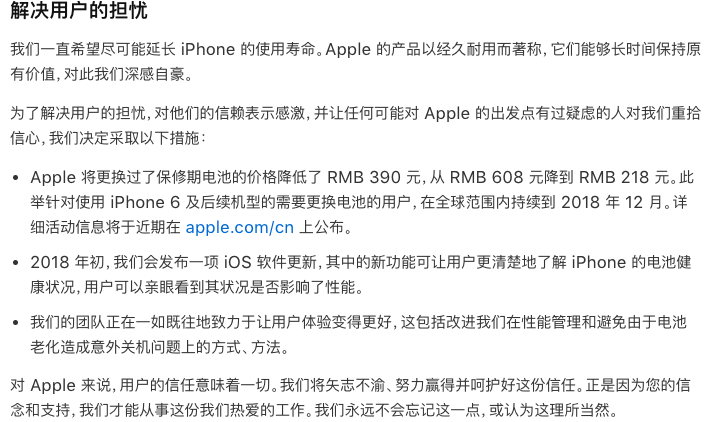 解决用户的担忧
我们一直希望尽可能延长 iPhone 的使用寿命。Apple 的产品以经久耐用而著称，它们能够长时间保持原
有价值，对此我们深感自豪。
为了解决用户的担忧，对他们的信赖表示感激，并让任何可能对 Apple 的出发点有过疑虑的人对我们重拾
信心，我们决定采取以下措施：
• Apple 将更换过了保修期电池的价格降低了 RMB 390 元，从 RMB 608 元降到 RMB 218 元。此
举针对使用 iPhone 6 及后续机型的需要更换电池的用户，在全球范围内持续到 2018 年 12 月。详
细活动信息将于近期在 apple.com/cn 上公布。
• 2018 年初，我们会发布一项 iOS 软件更新，其中的新功能可让用户更清楚地了解 iPhone 的电池健
康状况，用户可以亲眼看到其状况是否影响了性能。
• 我们的团队正在一如既往地致力于让用户体验变得更好，这包括改进我们在性能管理和避免由于电池
老化造成意外关机问题上的方式、方法。
对 Apple 来说，用户的信任意味着一切。我们将矢志不渝、努力赢得并呵护好这份信任。正是因为您的信
念和支持，我们才能从事这份我们热爱的工作。我们永远不会忘记这一点，或认为这理所当然。